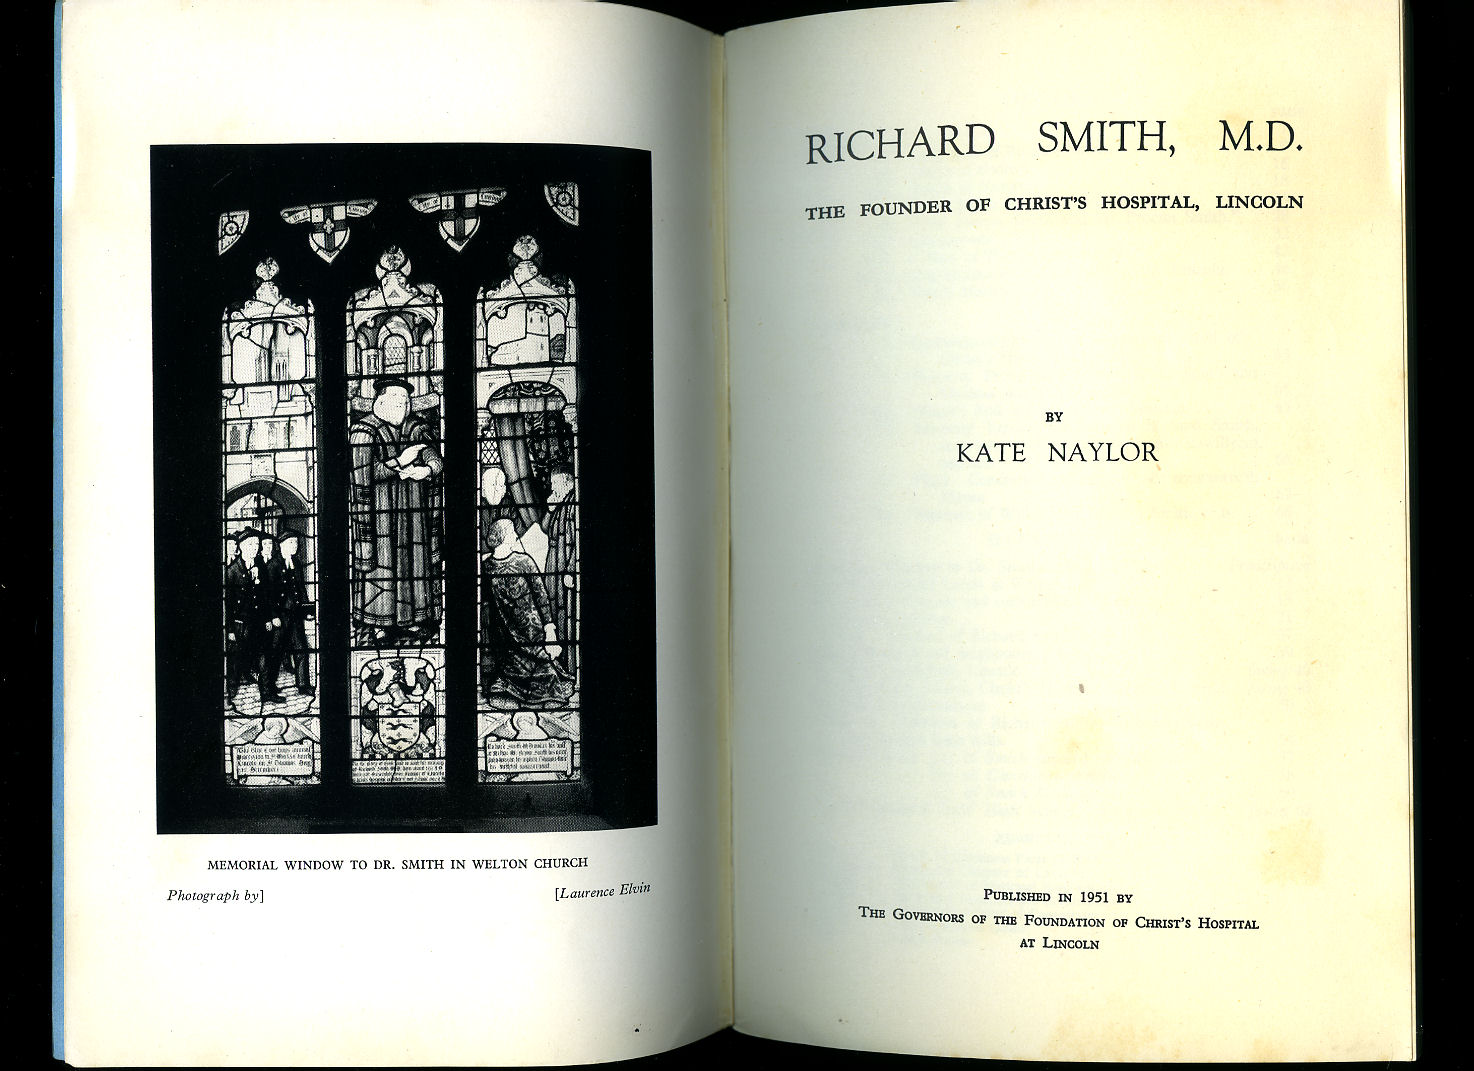 MEMORIAL WINDOW TO DR. SMITH IN WELTON CHURCH
Photograph by] [Laurence Elvin
RICHARD SMITH, M.D.
THE FOUNDER OF CHRIST'S HOSPITAL, LINCOLN
BY
KATE NAYLOR
PUBLISHED IN 1951 BY
THE GOVERNORS OF THE FOUNDATION OF CHRIST'S HOSPITAL
AT LINCOLN